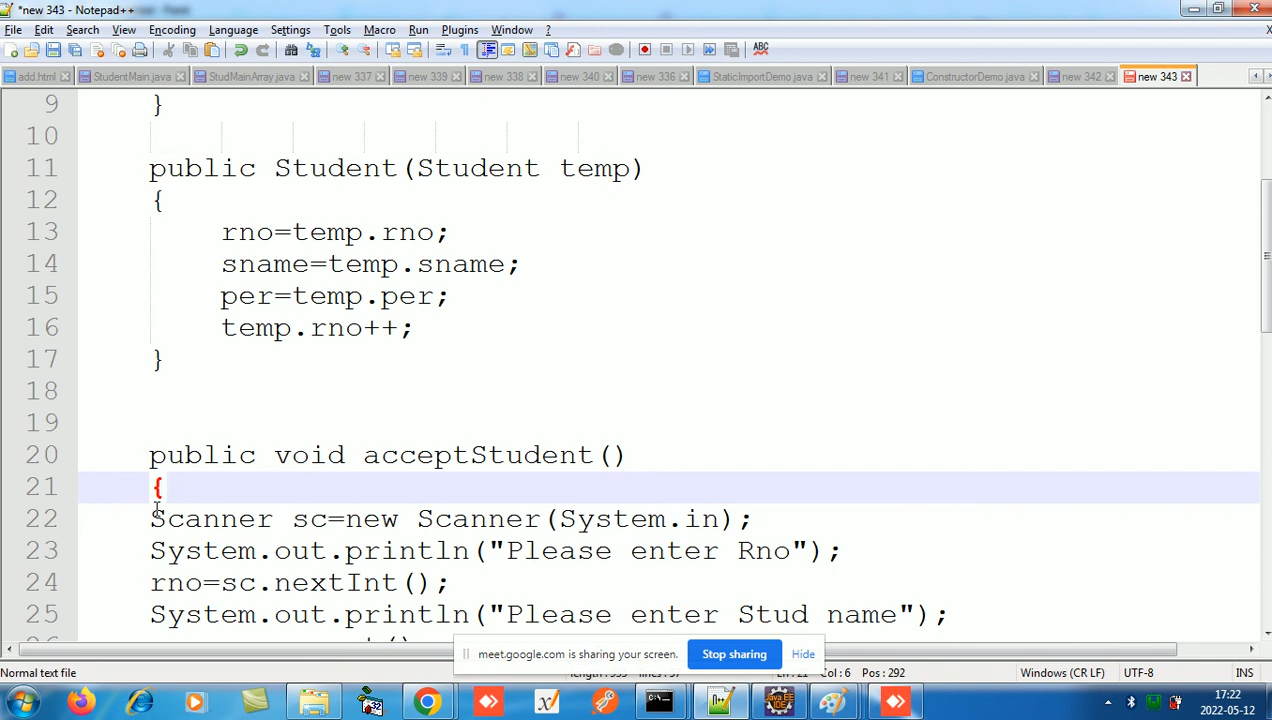 *new 343 - Notepad++
File Edit Search View Encoding Language Settings Tools Macro Run Plugins Window ?
add.html StudentMain.java StudMainArray.java new 337 new 339 new 338 new 340 new 336 StaticImportDemo.java new 341 ConstructorDemo.java new 342 new 343
9 }
10
11 public Student(Student temp)
12 {
13 rno=temp.rno;
14 sname=temp.sname;
15 per=temp.per;
16 temp.rno++;
17 }
18
19
20 public void acceptStudent()
21 {
22 Scanner sc=new Scanner(System.in);
23 System.out.println("Please enter Rno");
24 rno=sc.nextInt();
25 System.out.println("Please enter Stud name");
meet.google.com is sharing your screen. Stop sharing Hide
Normal text file Col : 6 Pos : 292 Windows (CR LF) UTF-8 INS
17:22
2022-05-12